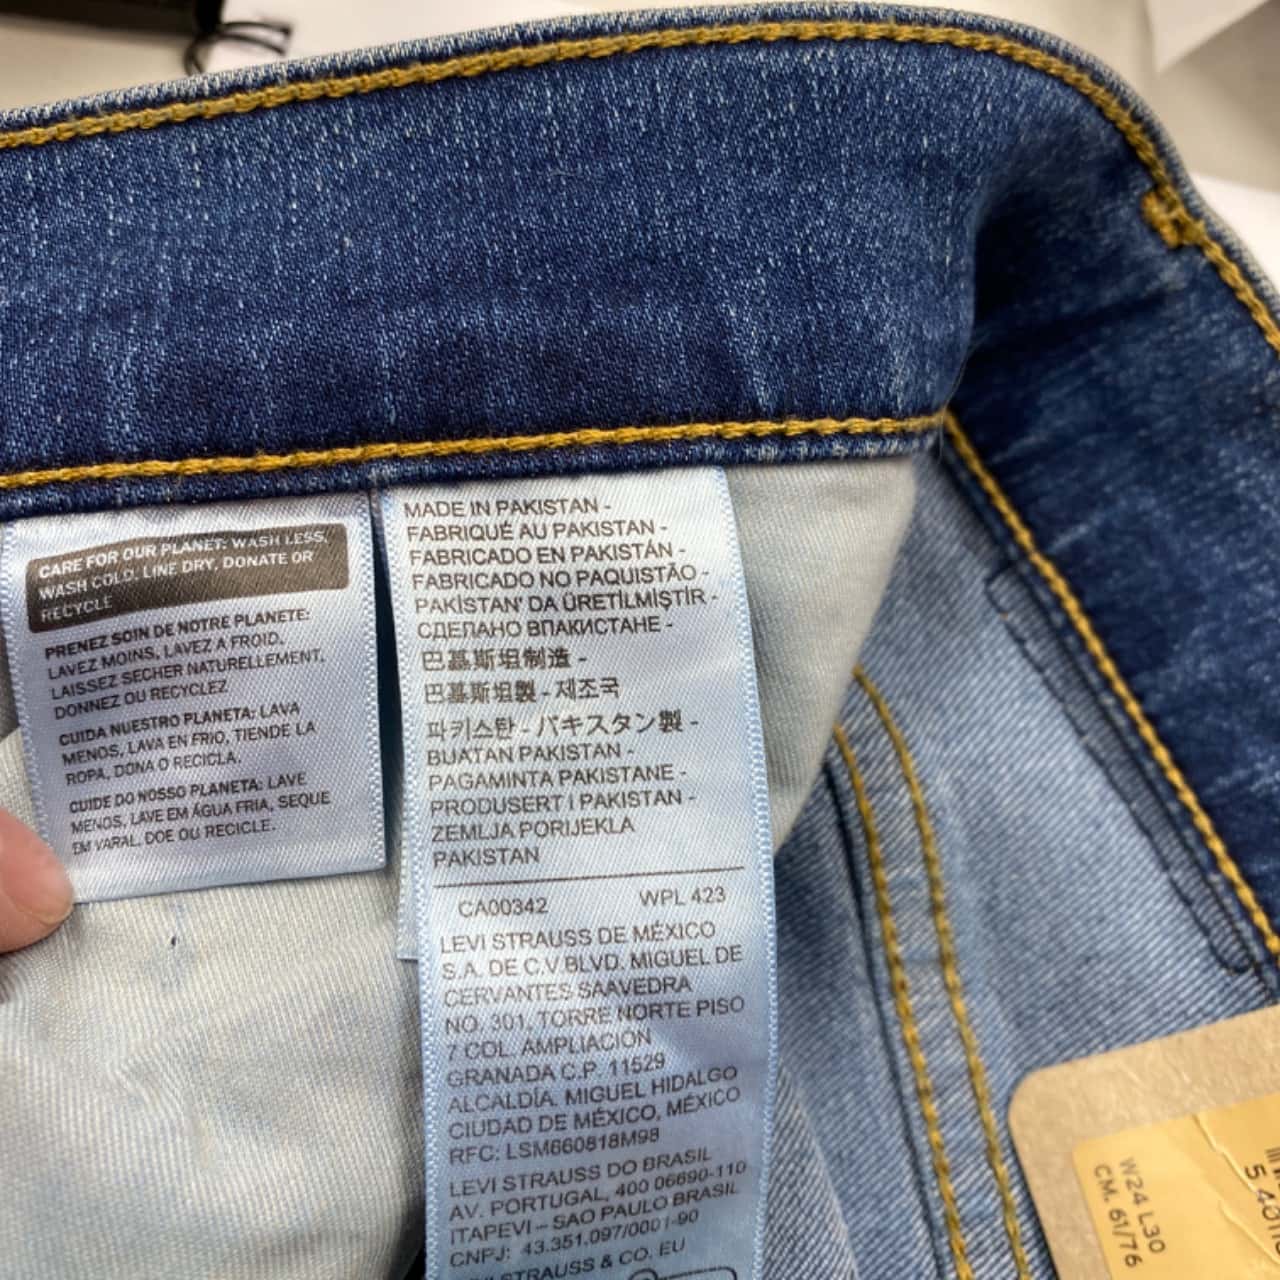 CARE FOR OUR PLANET: WASH LESS,
WASH COLD, LINE DRY, DONATE OR
RECYCLE
PRENEZ SOIN DE NOTRE PLANETE:
LAVEZ MOINS, LAVEZ A FROID,
LAISSEZ SECHER NATURELLEMENT,
DONNEZ OU RECYCLEZ
CUIDA NUESTRO PLANETA: LAVA
MENOS, LAVA EN FRIO, TIENDE LA
ROPA, DONA O RECICLA.
CUIDE DO NOSSO PLANETA: LAVE
MENOS, LAVE EM ÁGUA FRIA, SEQUE
EM VARAL, DOE OU RECICLE.
MADE IN PAKISTAN -
FABRIQUÉ AU PAKISTAN -
FABRICADO EN PAKISTÁN -
FABRICADO NO PAQUISTÃO -
PAKİSTAN' DA ÜRETİLMİŞTİR -
СДЕЛАНО ВПАКИСТАНЕ -
巴基斯坦制造 -
巴基斯坦製 - 제조국
파키스탄 - パキスタン製 -
BUATAN PAKISTAN -
PAGAMINTA PAKISTANE -
PRODUSERT I PAKISTAN -
ZEMLJA PORIJEKLA
PAKISTAN
CA00342 WPL 423
LEVI STRAUSS DE MÉXICO
S.A. DE C.V.BLVD. MIGUEL DE
CERVANTES SAAVEDRA
NO. 301, TORRE NORTE PISO
7 COL. AMPLIACION
GRANADA C.P. 11529
ALCALDÍA. MIGUEL HIDALGO
CIUDAD DE MÉXICO, MÉXICO
RFC: LSM660818M98
LEVI STRAUSS DO BRASIL
AV. PORTUGAL, 400 06690-110
ITAPEVI – SAO PAULO BRASIL
CNPJ: 43.351.097/0001-90
STRAUSS & CO. EU
W24 L30
CM. 61/76